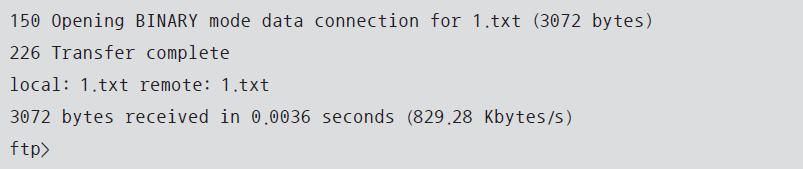 150 Opening BINARY mode data connection for 1.txt (3072 bytes)
226 Transfer complete
local: 1.txt remote: 1.txt
3072 bytes received in 0.0036 seconds (829.28 Kbytes/s)
ftp>